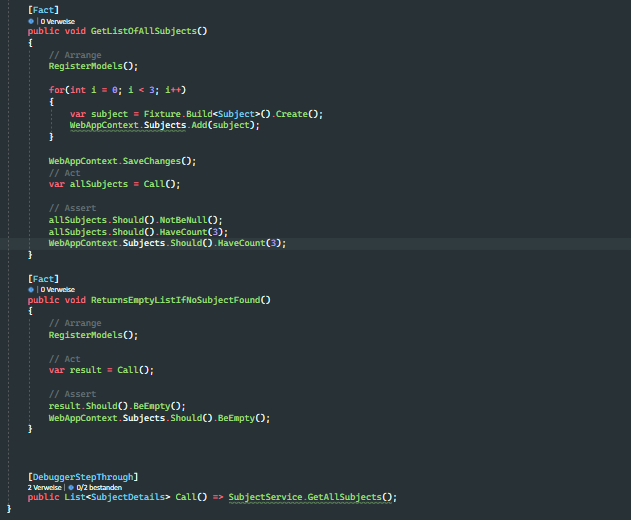 [Fact]
| 0 Verweise
public void GetListOfAllSubjects()
{
// Arrange
RegisterModels();
for(int i = 0; i < 3; i++)
{
var subject = Fixture.Build<Subject>().Create();
WebAppContext.Subjects.Add(subject);
}
WebAppContext.SaveChanges();
// Act
var allSubjects = Call();
// Assert
allSubjects.Should().NotBeNull();
allSubjects.Should().HaveCount(3);
WebAppContext.Subjects.Should().HaveCount(3);
}
[Fact]
| 0 Verweise
public void ReturnsEmptyListIfNoSubjectFound()
{
// Arrange
RegisterModels();
// Act
var result = Call();
// Assert
result.Should().BeEmpty();
WebAppContext.Subjects.Should().BeEmpty();
}
[DebuggerStepThrough]
2 Verweise | 0/2 bestanden
public List<SubjectDetails> Call() => SubjectService.GetAllSubjects();
}